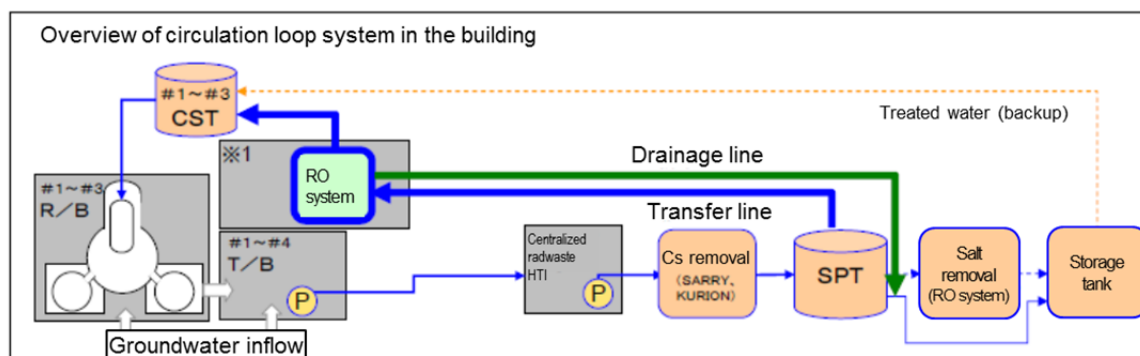 Overview of circulation loop system in the building
#1～#3
CST
Treated water (backup)
※1
RO
system
Drainage line
Transfer line
#1～#3
R／B
#1～#4
T／B
P
Centralized
radwaste
HTI
P
Cs removal
(SARRY、
KURION)
SPT
Salt
removal
(RO system)
Storage
tank
Groundwater inflow